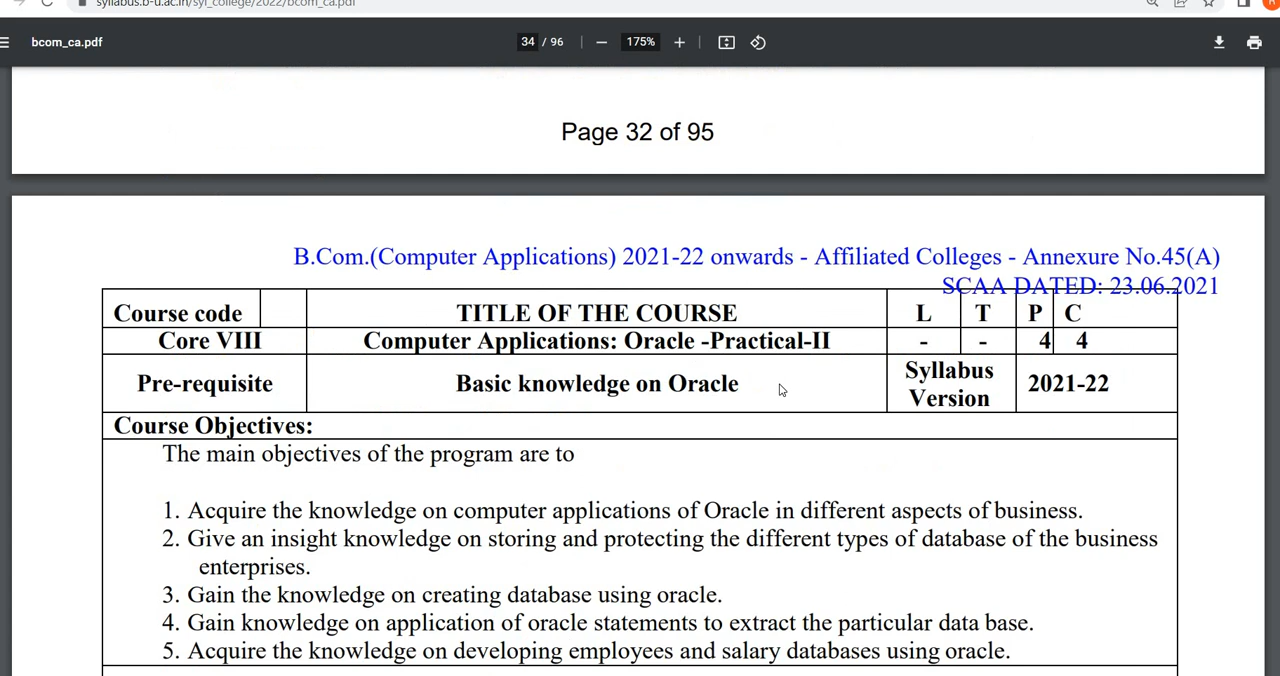 syllabus.b-u.ac.in/syl_college/2022/bcom_ca.pdf
bcom_ca.pdf
34 / 96
175%
Page 32 of 95
B.Com.(Computer Applications) 2021-22 onwards - Affiliated Colleges - Annexure No.45(A)
SCAA DATED: 23.06.2021
Course code TITLE OF THE COURSE L T P C
Core VIII Computer Applications: Oracle -Practical-II - - 4 4
Pre-requisite Basic knowledge on Oracle Syllabus Version 2021-22
Course Objectives:
The main objectives of the program are to
1. Acquire the knowledge on computer applications of Oracle in different aspects of business.
2. Give an insight knowledge on storing and protecting the different types of database of the business
enterprises.
3. Gain the knowledge on creating database using oracle.
4. Gain knowledge on application of oracle statements to extract the particular data base.
5. Acquire the knowledge on developing employees and salary databases using oracle.